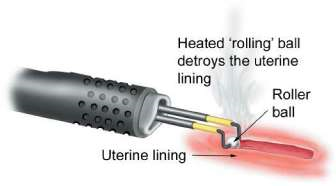 Heated ‘rolling’ ball
detroys the uterine
lining
Roller
ball
Uterine lining